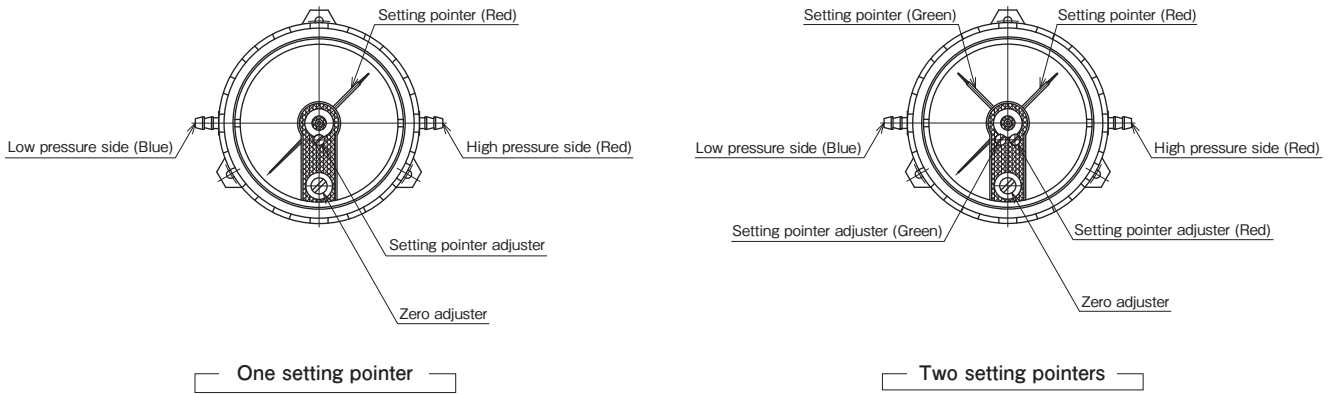 Setting pointer (Red)
Low pressure side (Blue)
High pressure side (Red)
Setting pointer adjuster
Zero adjuster
One setting pointer
Setting pointer (Green)
Setting pointer (Red)
Low pressure side (Blue)
High pressure side (Red)
Setting pointer adjuster (Green)
Setting pointer adjuster (Red)
Zero adjuster
Two setting pointers